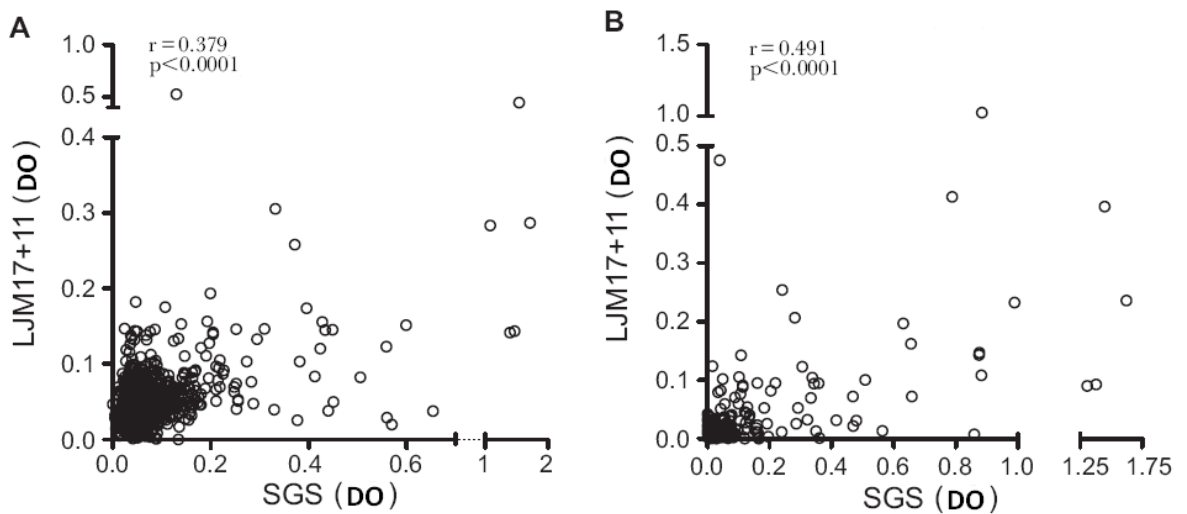 A
r=0.379
p<0.0001
1.0
0.5
0.4
0.3
0.2
0.1
0.0
LJM17+11 (DO)
0.0 0.2 0.4 0.6 1 2
SGS (DO)
B
r=0.491
p<0.0001
1.5
1.0
0.5
0.4
0.3
0.2
0.1
0.0
LJM17+11 (DO)
0.0 0.2 0.4 0.6 0.8 1.0 1.25 1.75
SGS (DO)